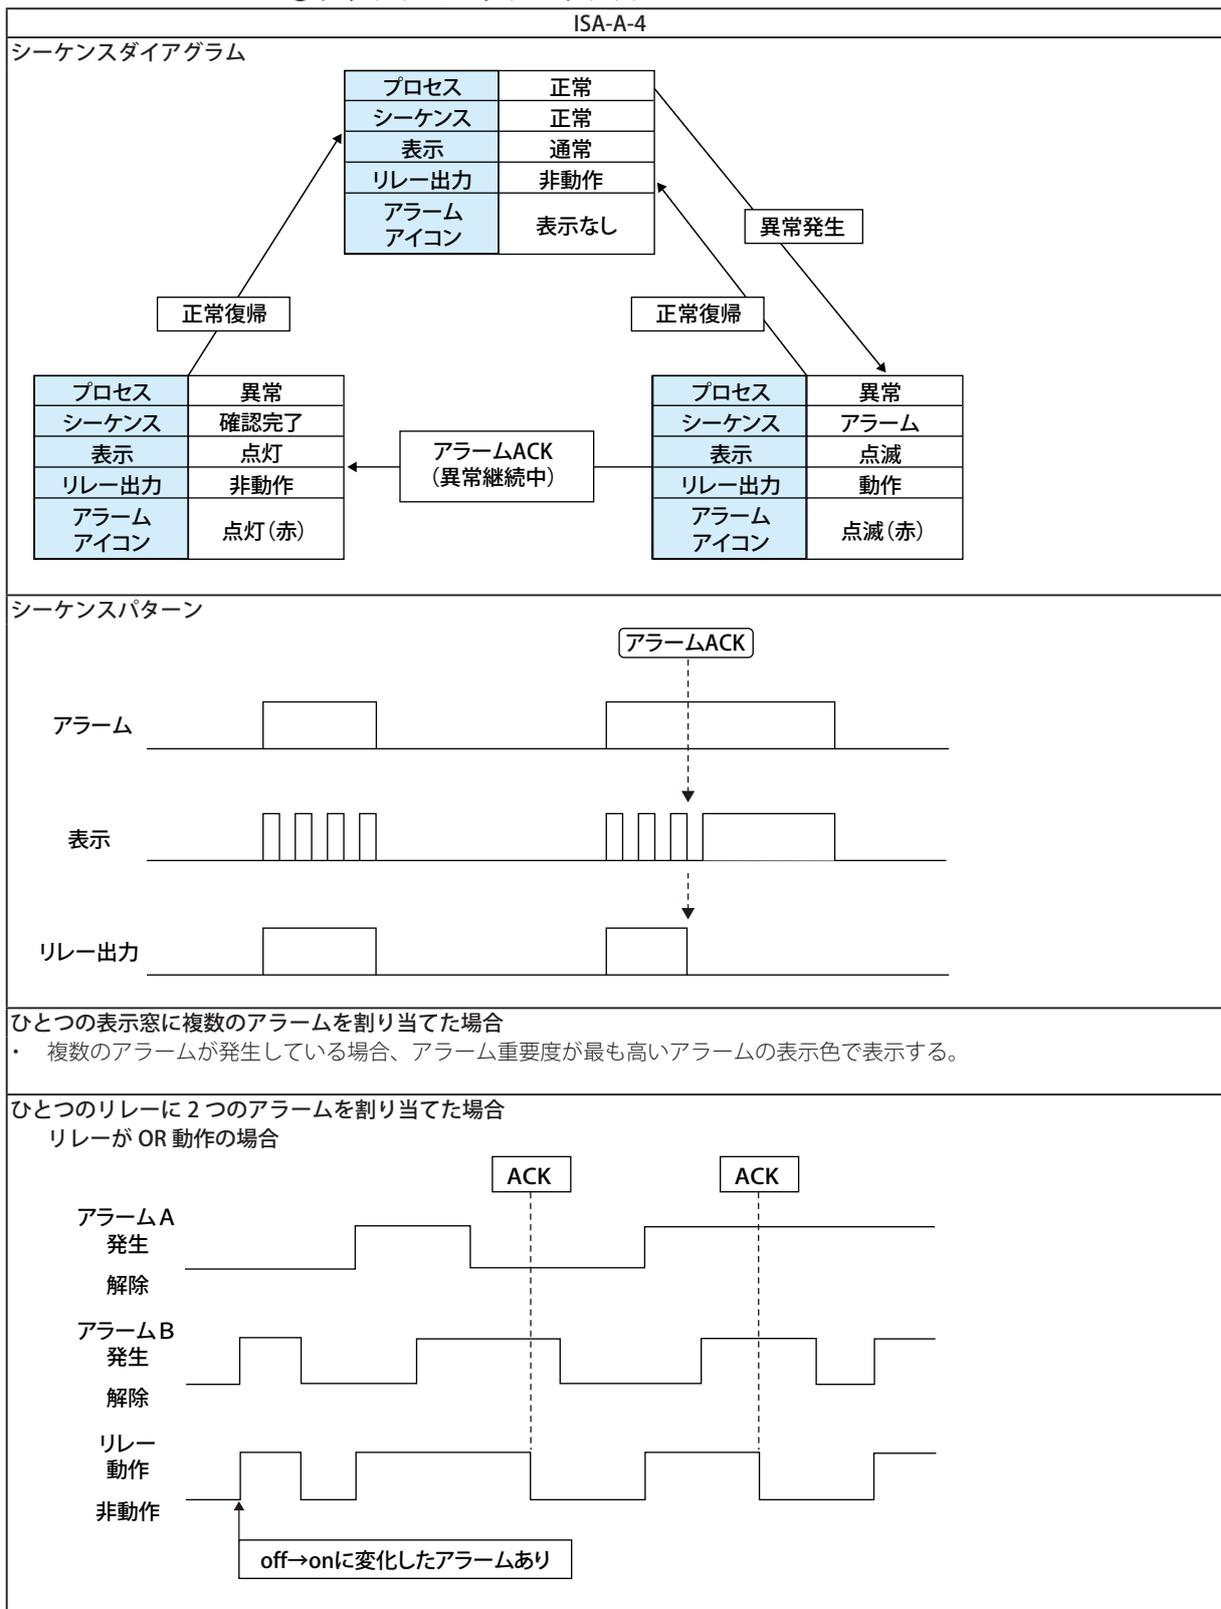 ISA-A-4
シーケンスダイアグラム
プロセス 正常
シーケンス 正常
表示 通常
リレー出力 非動作
アラーム
アイコン 表示なし
異常発生
正常復帰
正常復帰
プロセス 異常
シーケンス 確認完了
表示 点灯
リレー出力 非動作
アラーム
アイコン 点灯（赤）
アラームACK
（異常継続中）
プロセス 異常
シーケンス アラーム
表示 点滅
リレー出力 動作
アラーム
アイコン 点滅（赤）
シーケンスパターン
アラームACK
アラーム
表示
リレー出力
ひとつの表示窓に複数のアラームを割り当てた場合
・ 複数のアラームが発生している場合、アラーム重要度が最も高いアラームの表示色で表示する。
ひとつのリレーに 2 つのアラームを割り当てた場合
リレーが OR 動作の場合
ACK
ACK
アラーム A
発生
解除
アラーム B
発生
解除
リレー
動作
非動作
off→onに変化したアラームあり